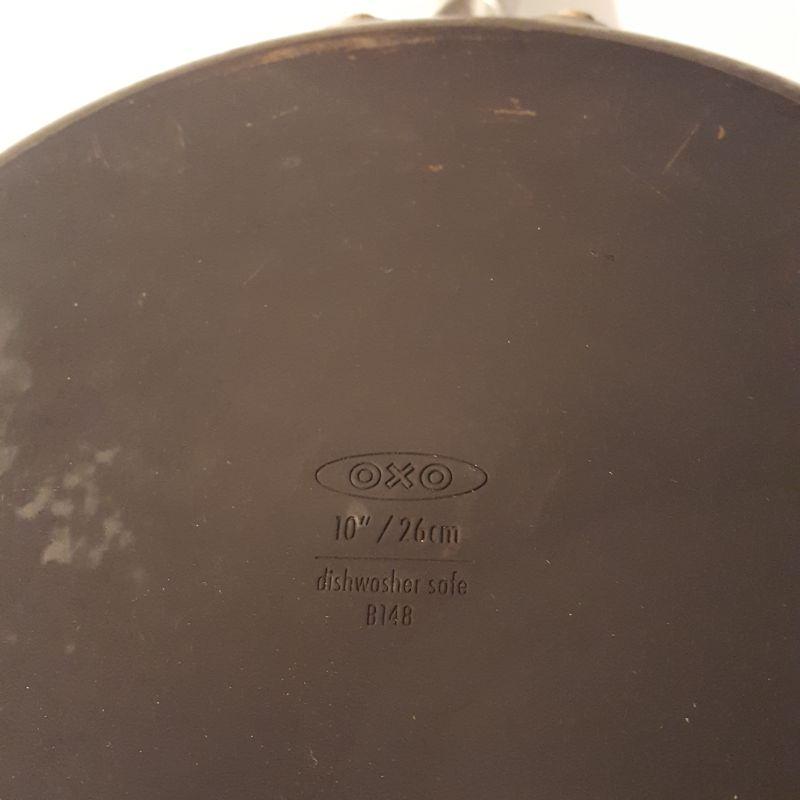 OXO
10" / 26cm
dishwasher safe
B148